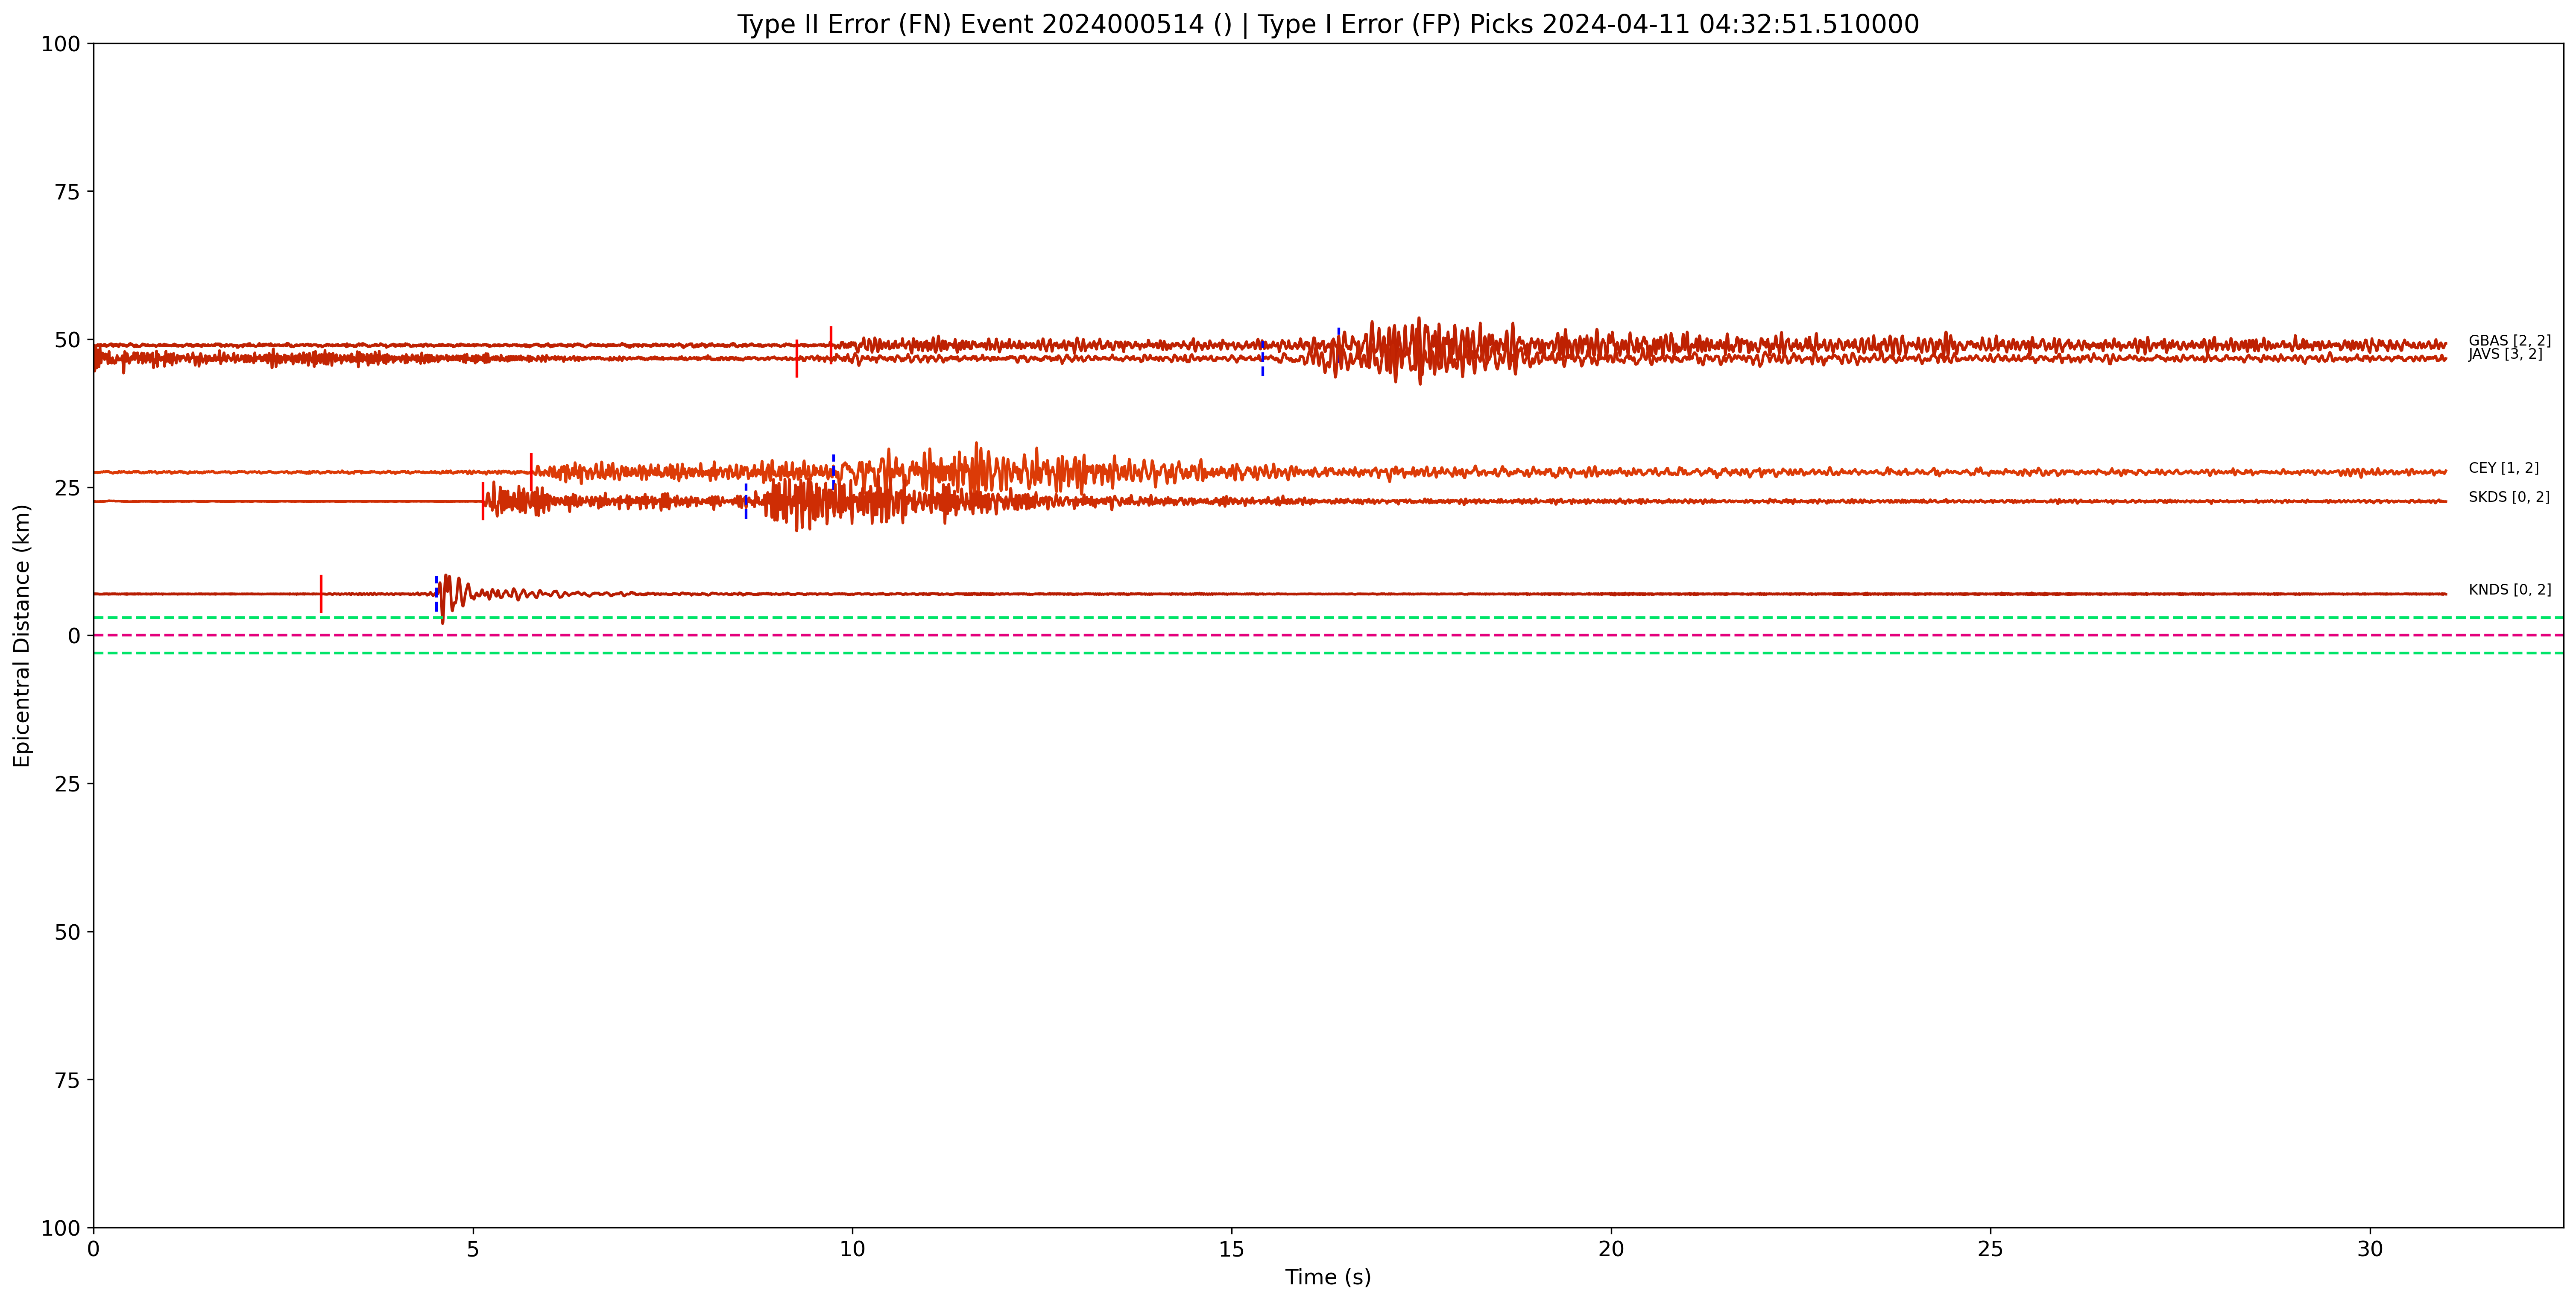 Type II Error (FN) Event 2024000514 () | Type I Error (FP) Picks 2024-04-11 04:32:51.510000
100
75
50
25
0
25
50
75
100
Epicentral Distance (km)
GBAS [2, 2]
JAVS [3, 2]
CEY [1, 2]
SKDS [0, 2]
KNDS [0, 2]
0 5 10 15 20 25 30
Time (s)